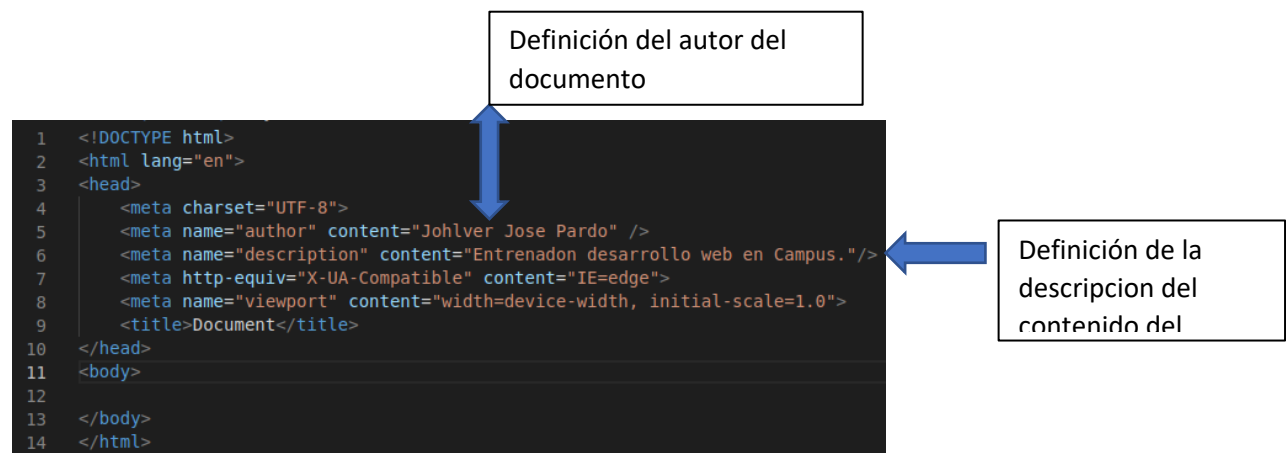 Definición del autor del
documento
1 <!DOCTYPE html>
2 <html lang="en">
3 <head>
4 <meta charset="UTF-8">
5 <meta name="author" content="Johlver Jose Pardo" />
6 <meta name="description" content="Entrenadon desarrollo web en Campus."/>
7 <meta http-equiv="X-UA-Compatible" content="IE=edge">
8 <meta name="viewport" content="width=device-width, initial-scale=1.0">
9 <title>Document</title>
10 </head>
11 <body>
12
13 </body>
14 </html>
Definición de la
descripcion del
contenido del